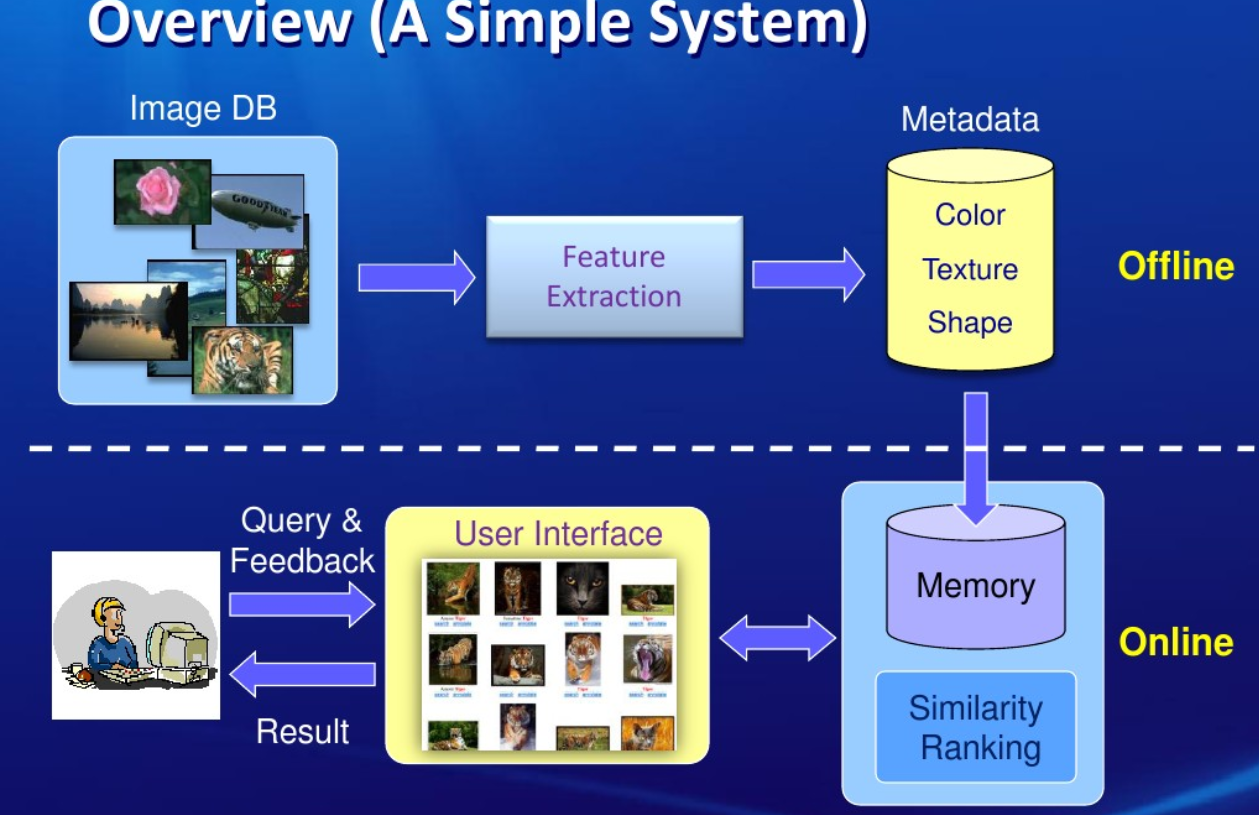 Overview (A Simple System)
Image DB
GOODYEAR
Feature
Extraction
Metadata
Color
Texture
Shape
Offline
Query &
Feedback
Result
User Interface
Memory
Similarity
Ranking
Online